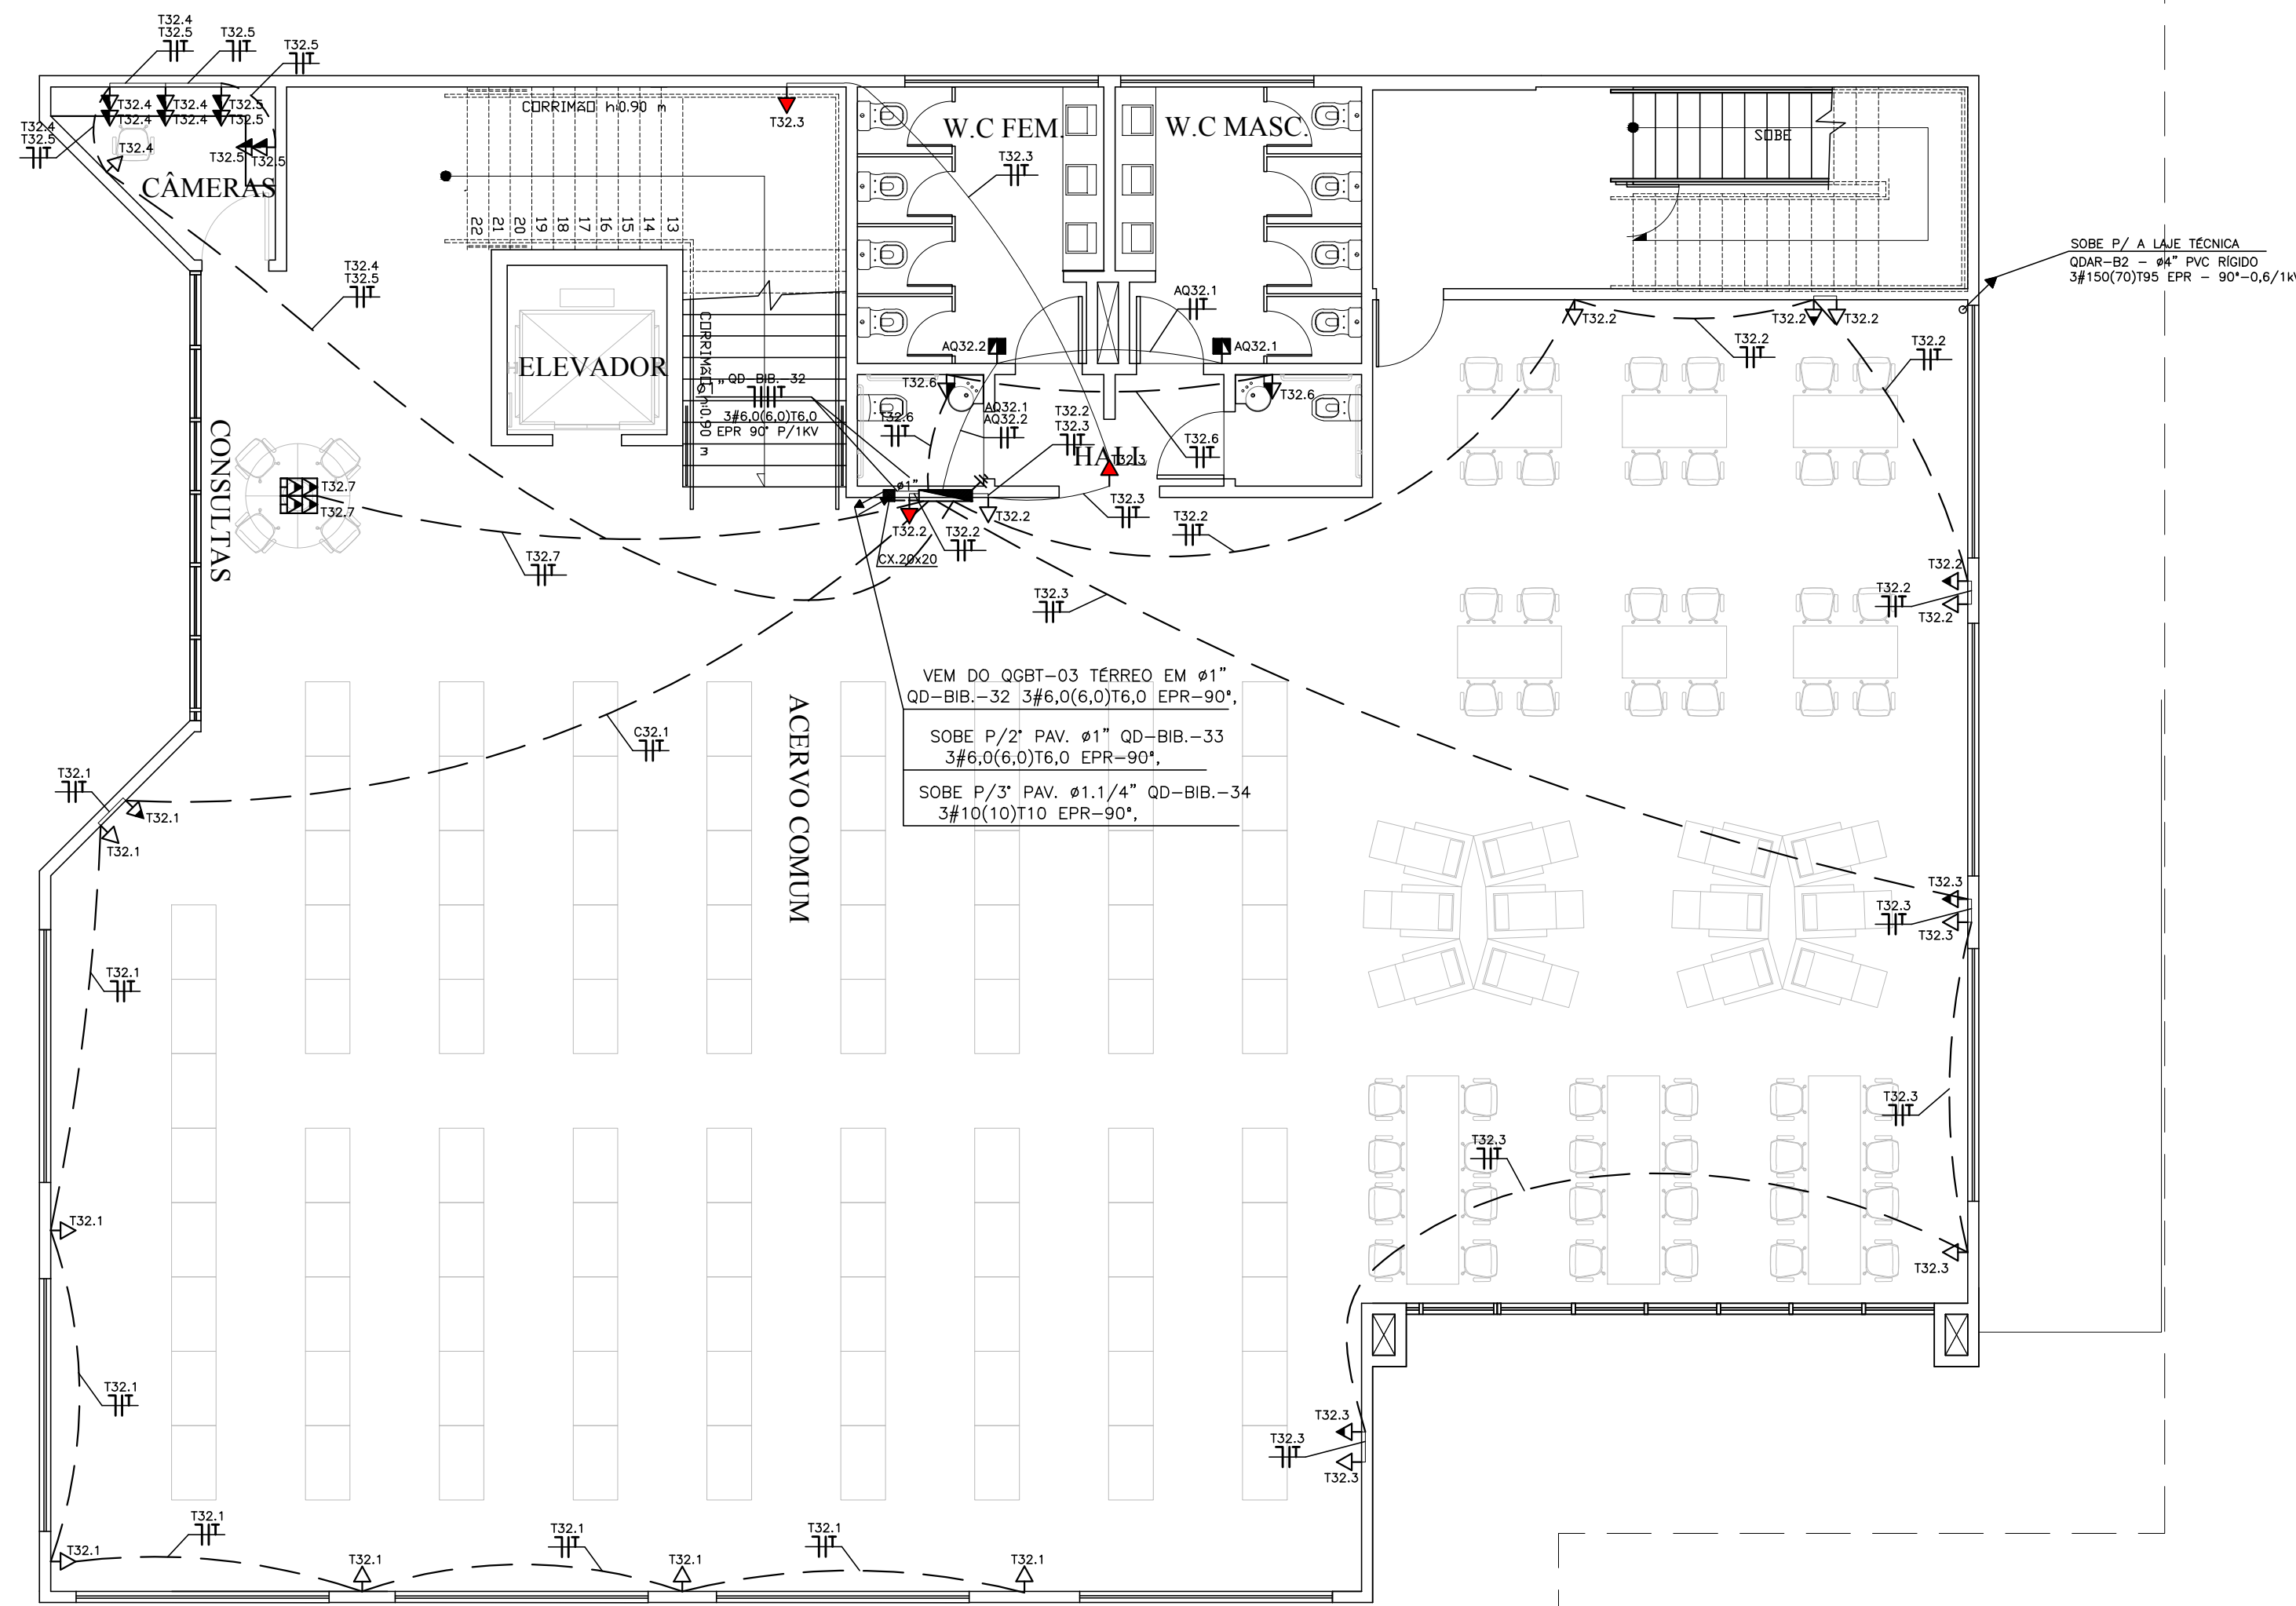 T32.4
T32.5
T32.5
T32.5
T32.4
T32.4
T32.5
T32.4
T32.4
T32.5
T32.4
T32.5
T32.4
T32.5
T32.5
CÂMERAS
CORRIMÃO h:0.90 m
T32.3
W.C FEM.
W.C MASC.
T32.3
SOBE
22
21
20
19
18
17
16
15
14
13
SOBE P/ A LAJE TÉCNICA
QDAR-B2 - ø4" PVC RÍGIDO
3#150(70)T95 EPR - 90°-0,6/1kV
T32.4
T32.5
AQ32.1
T32.2
T32.2
T32.2
T32.2
T32.2
CORRIMÃO h:0.90 m
AQ32.2
AQ32.1
ELEVADOR
QD-BIB.-32
3#6,0(6,0)T6,0
EPR 90° P/1KV
T32.6
T32.6
T32.6
AQ32.1
AQ32.2
T32.2
T32.3
T32.6
HALL
T32.3
CONSULTAS
T32.7
T32.7
ø1"
T32.3
T32.2
T32.2
T32.2
T32.2
CX.20x20
T32.7
T32.2
T32.2
T32.2
T32.3
VEM DO QGBT-03 TÉRREO EM ø1"
QD-BIB.-32 3#6,0(6,0)T6,0 EPR-90°,
SOBE P/2° PAV. ø1" QD-BIB.-33
3#6,0(6,0)T6,0 EPR-90°,
SOBE P/3° PAV. ø1.1/4" QD-BIB.-34
3#10(10)T10 EPR-90°,
ACERVO COMUM
C32.1
T32.1
T32.1
T32.1
T32.3
T32.3
T32.3
T32.1
T32.3
T32.3
T32.1
T32.3
T32.1
T32.3
T32.3
T32.3
T32.1
T32.1
T32.1
T32.1
T32.1
T32.1
T32.1